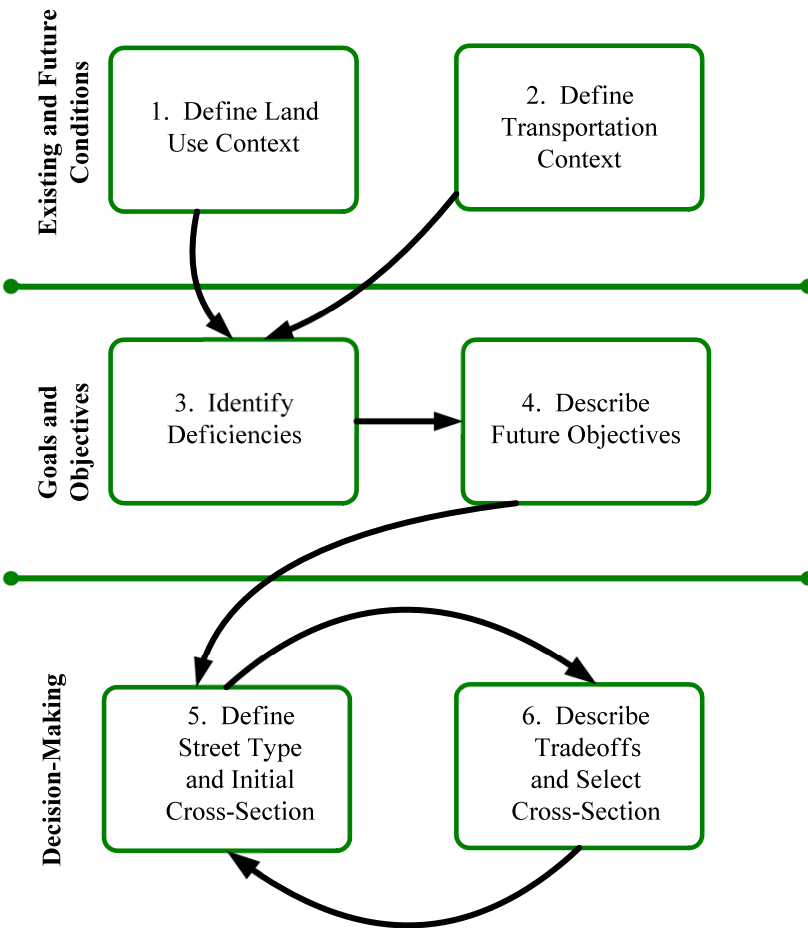 Existing and Future
Conditions
1. Define Land
Use Context
2. Define
Transportation
Context
Goals and
Objectives
3. Identify
Deficiencies
4. Describe
Future Objectives
Decision-Making
5. Define
Street Type
and Initial
Cross-Section
6. Describe
Tradeoffs
and Select
Cross-Section